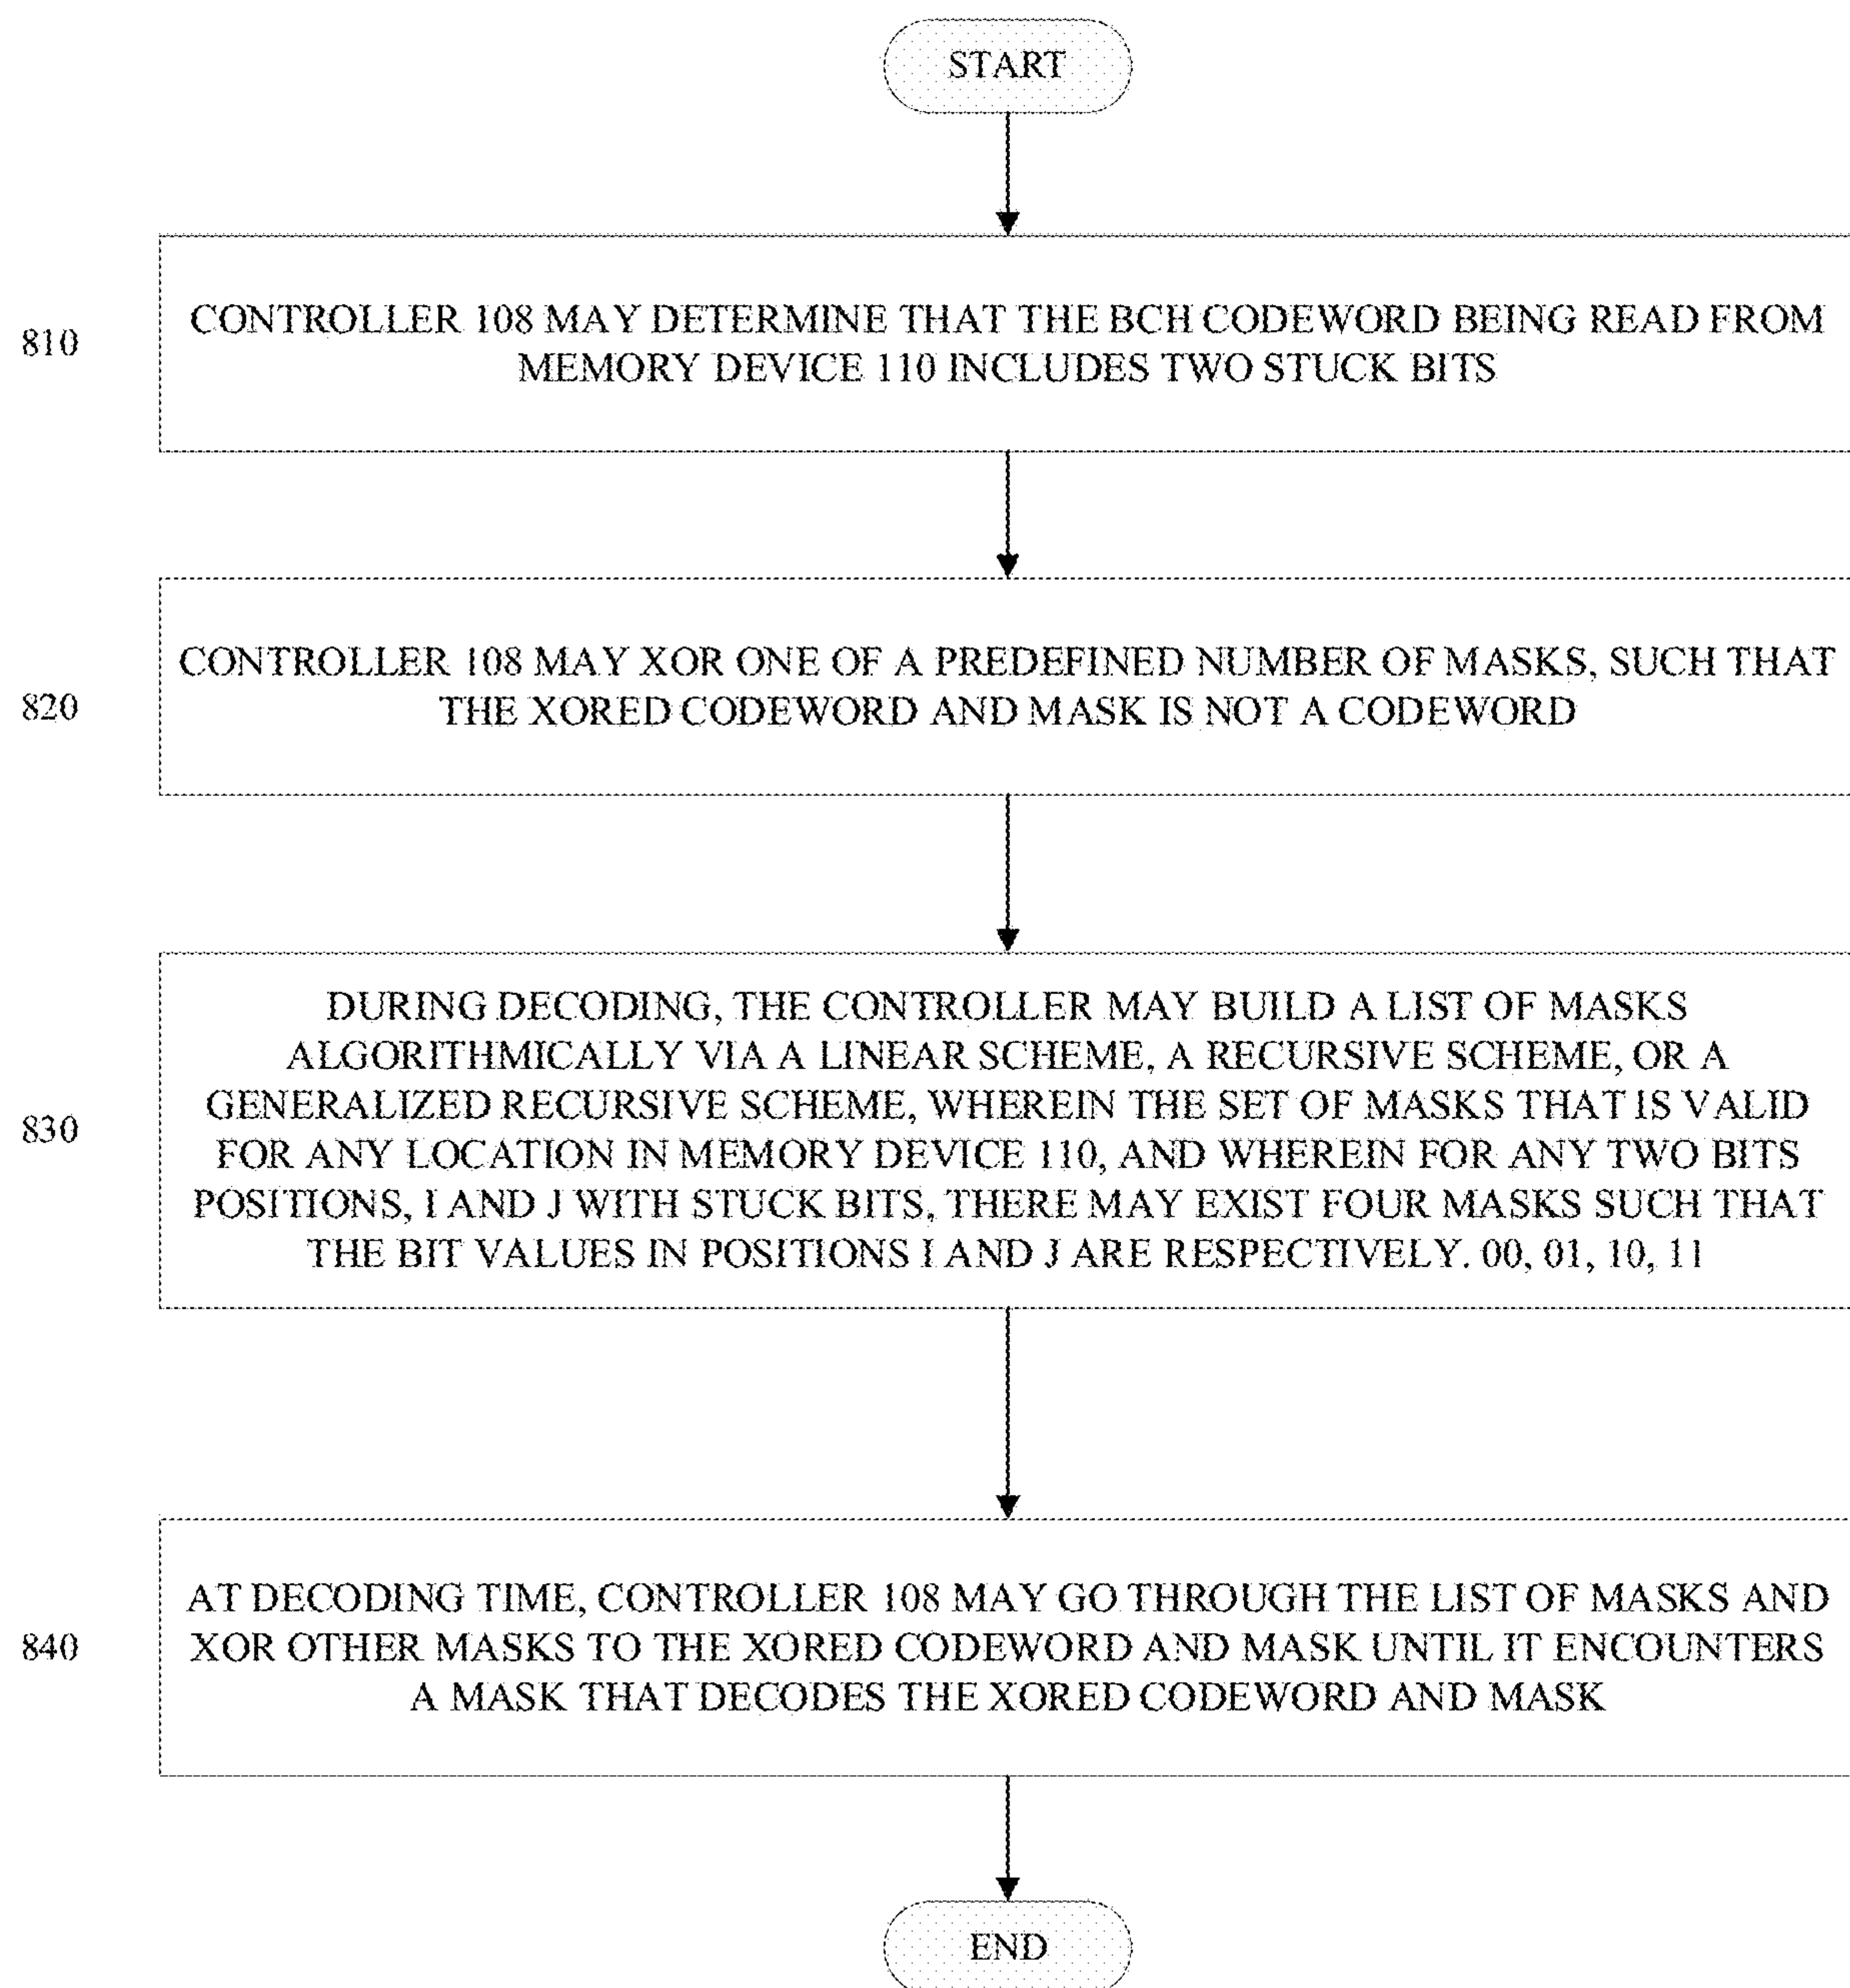 START
810
CONTROLLER 108 MAY DETERMINE THAT THE BCH CODEWORD BEING READ FROM
MEMORY DEVICE 110 INCLUDES TWO STUCK BITS
820
CONTROLLER 108 MAY XOR ONE OF A PREDEFINED NUMBER OF MASKS, SUCH THAT
THE XORED CODEWORD AND MASK IS NOT A CODEWORD
830
DURING DECODING, THE CONTROLLER MAY BUILD A LIST OF MASKS
ALGORITHMICALLY VIA A LINEAR SCHEME, A RECURSIVE SCHEME, OR A
GENERALIZED RECURSIVE SCHEME, WHEREIN THE SET OF MASKS THAT IS VALID
FOR ANY LOCATION IN MEMORY DEVICE 110, AND WHEREIN FOR ANY TWO BITS
POSITIONS, I AND J WITH STUCK BITS, THERE MAY EXIST FOUR MASKS SUCH THAT
THE BIT VALUES IN POSITIONS I AND J ARE RESPECTIVELY. 00, 01, 10, 11
840
AT DECODING TIME, CONTROLLER 108 MAY GO THROUGH THE LIST OF MASKS AND
XOR OTHER MASKS TO THE XORED CODEWORD AND MASK UNTIL IT ENCOUNTERS
A MASK THAT DECODES THE XORED CODEWORD AND MASK
END